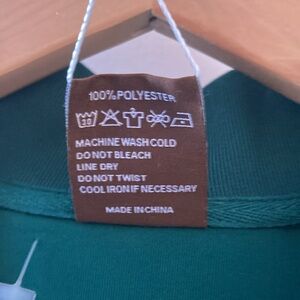 100% POLYESTER
30
MACHINE WASH COLD
DO NOT BLEACH
LINE DRY
DO NOT TWIST
COOL IRON IF NECESSARY
MADE IN CHINA